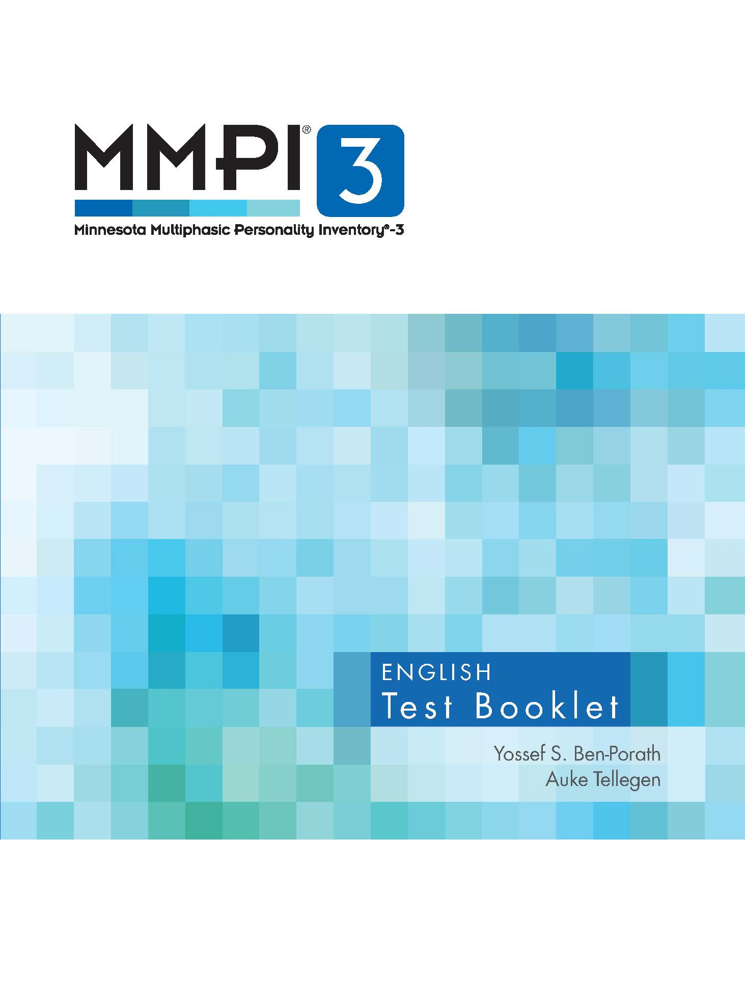 MMPI® 3
Minnesota Multiphasic Personality Inventory®-3
ENGLISH
Test Booklet
Yossef S. Ben-Porath
Auke Tellegen